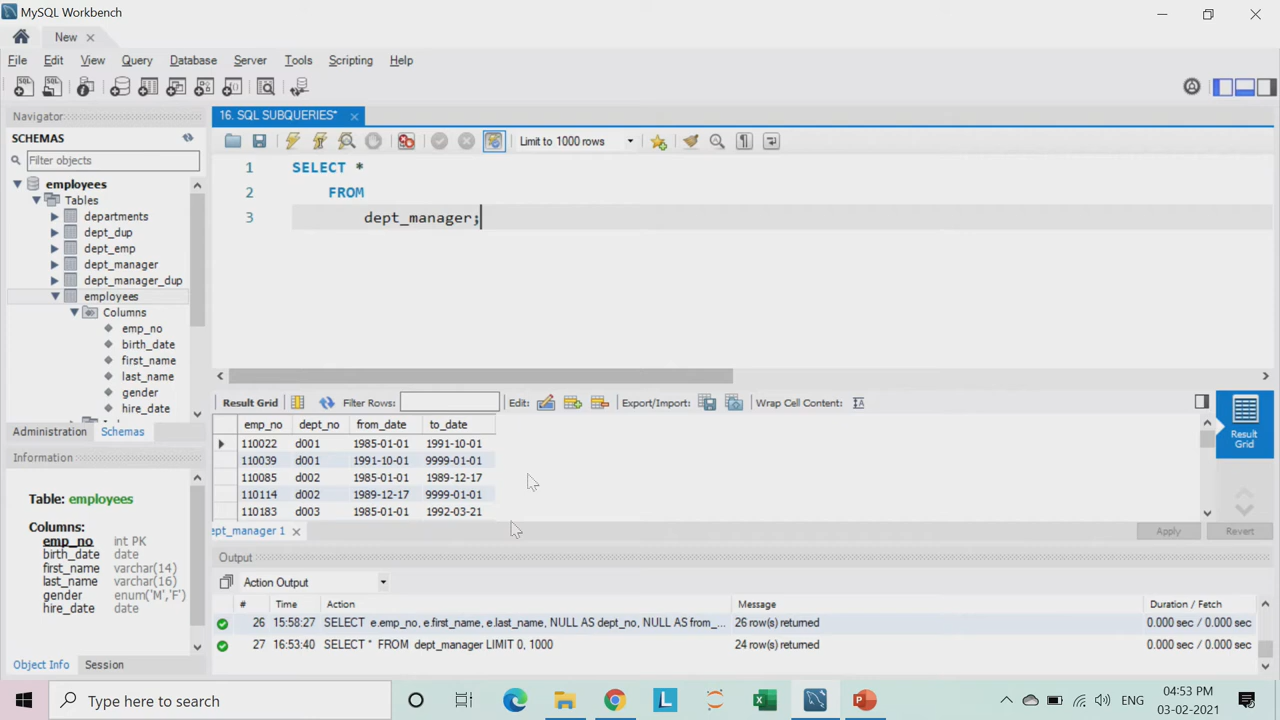 MySQL Workbench
New
File Edit View Query Database Server Tools Scripting Help
Navigator
SCHEMAS
Filter objects
employees
Tables
departments
dept_dup
dept_emp
dept_manager
dept_manager_dup
employees
Columns
emp_no
birth_date
first_name
last_name
gender
hire_date
Administration Schemas
Information
Table: employees
Columns:
emp_no int PK
birth_date date
first_name varchar(14)
last_name varchar(16)
gender enum('M','F')
hire_date date
Object Info Session
16. SQL SUBQUERIES*
Limit to 1000 rows
1 SELECT *
2 FROM
3 dept_manager;
Result Grid Filter Rows: Edit: Export/Import: Wrap Cell Content:
emp_no dept_no from_date to_date
110022 d001 1985-01-01 1991-10-01
110039 d001 1991-10-01 9999-01-01
110085 d002 1985-01-01 1989-12-17
110114 d002 1989-12-17 9999-01-01
110183 d003 1985-01-01 1992-03-21
Result
Grid
ept_manager 1
Apply Revert
Output
Action Output
# Time Action Message Duration / Fetch
26 15:58:27 SELECT e.emp_no, e.first_name, e.last_name, NULL AS dept_no, NULL AS from_... 26 row(s) returned 0.000 sec / 0.000 sec
27 16:53:40 SELECT * FROM dept_manager LIMIT 0, 1000 24 row(s) returned 0.000 sec / 0.000 sec
Type here to search
L
ENG
04:53 PM
03-02-2021